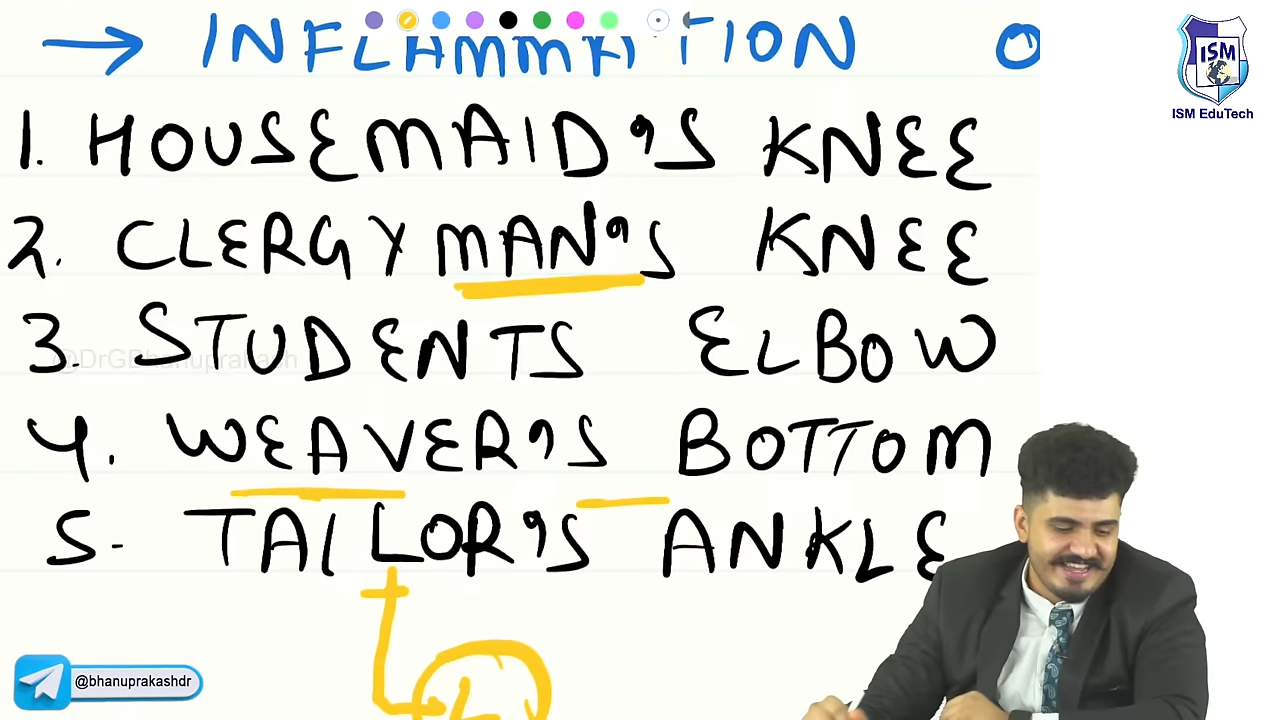 → INFLAMMATION O
ISM
ISM EduTech
1. HOUSEMAID'S KNEE
2. CLERGYMAN'S KNEE
3. STUDENTS ELBOW
@DrGBhanuprakash
4. WEAVER'S BOTTOM
5. TAILOR'S ANKLE
@bhanuprakashdr